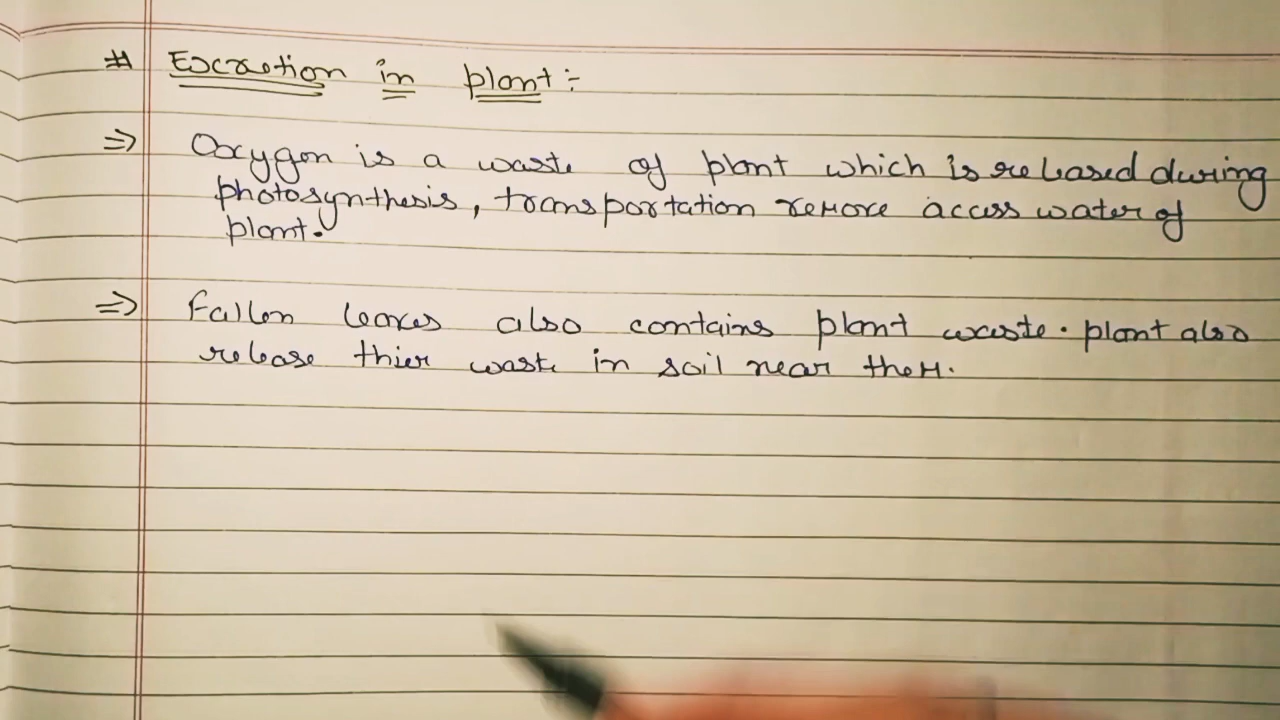 # Excretion in plant :-
⇒ Oxygen is a waste of plant which is released during
photosynthesis, transportation remove access water of
plant.
⇒ Fallen leaves also contains plant waste. plant also
release thier waste in soil near them.